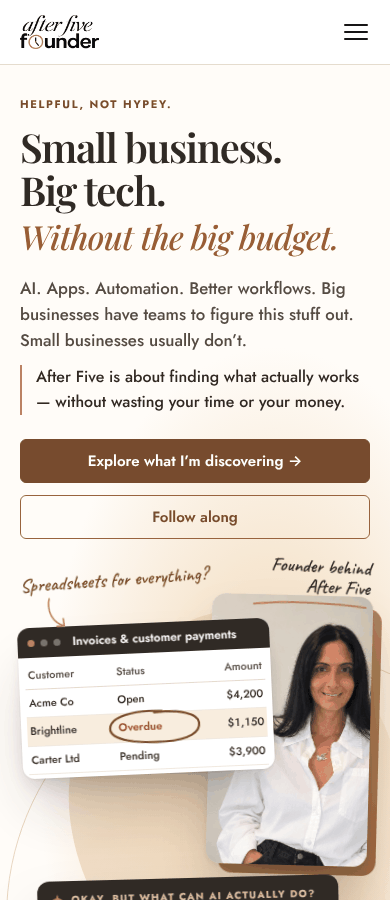 after five
founder
HELPFUL, NOT HYPEY.
Small business.
Big tech.
Without the big budget.
AI. Apps. Automation. Better workflows. Big
businesses have teams to figure this stuff out.
Small businesses usually don’t.
After Five is about finding what actually works
— without wasting your time or your money.
Explore what I’m discovering →
Follow along
Founder behind
After Five
Spreadsheets for everything?
Invoices & customer payments
Customer Status Amount
Acme Co Open $4,200
Brightline Overdue $1,150
Carter Ltd Pending $3,900
OKAY, BUT WHAT CAN AI ACTUALLY DO?